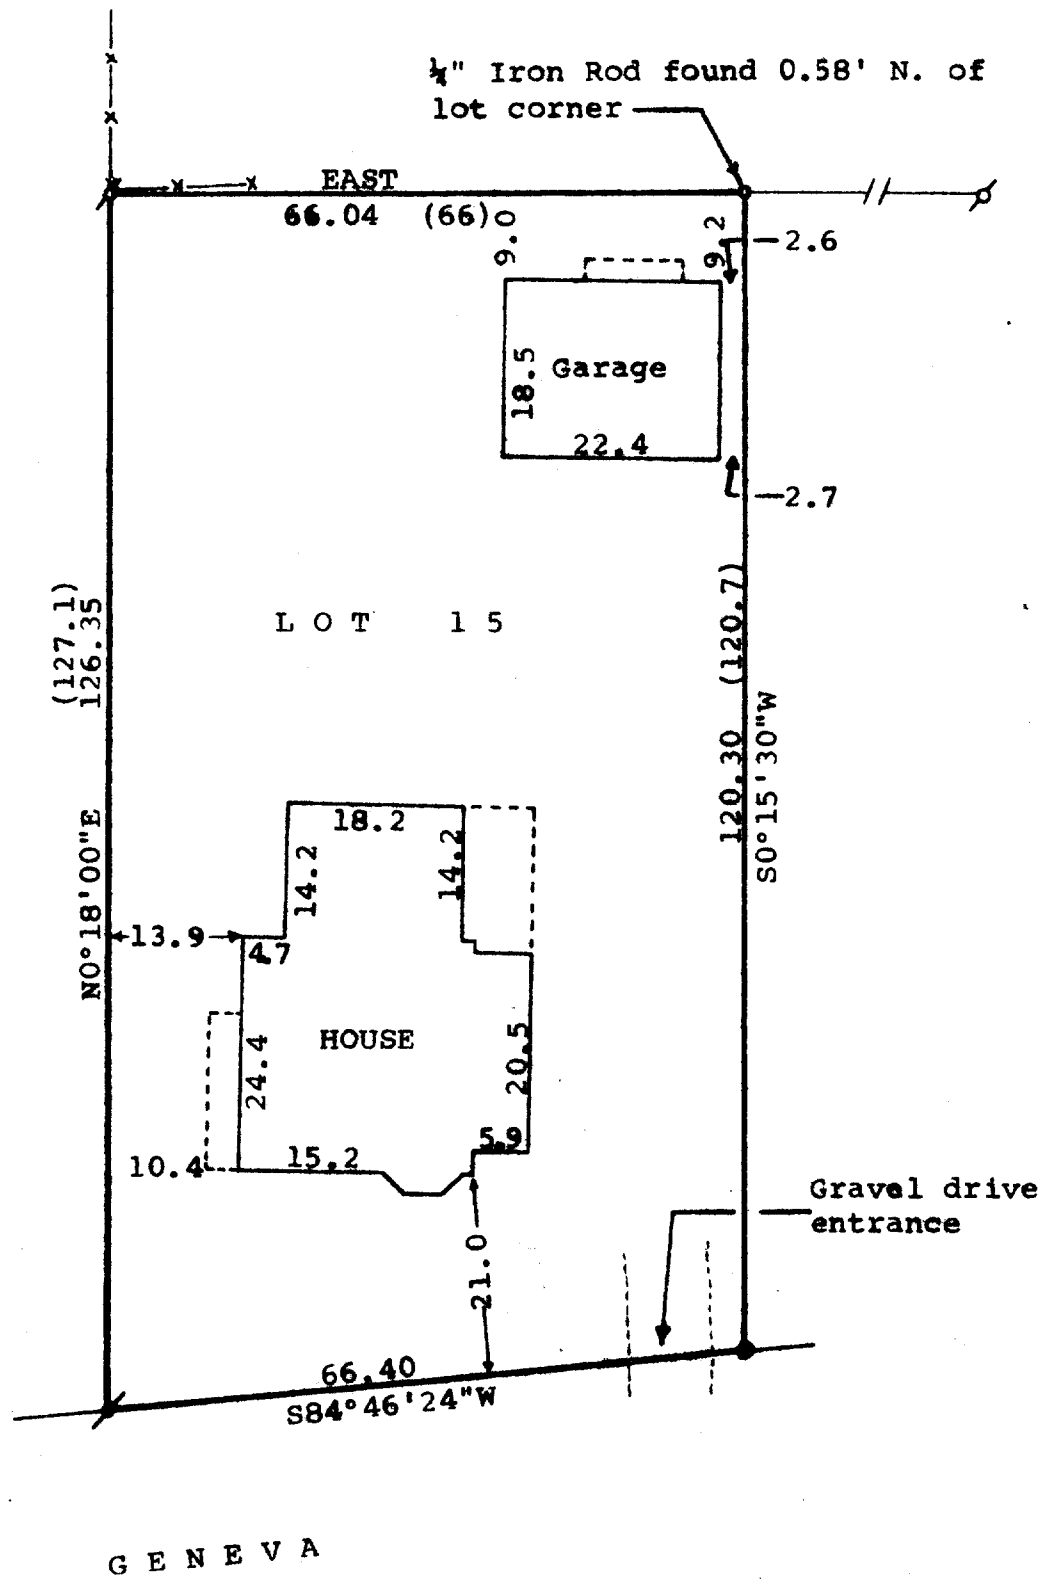 " Iron Rod found 0.58' N. of
lot corner
EAST
66.04 (66)
9.0
9.2
2.6
Garage
18.5
22.4
2.7
(127.1)
126.35
LOT 15
120.30 (120.7)
S0°15'30"W
N0°18'00"E
18.2
14.2
14.2
13.9
4.7
HOUSE
24.4
20.5
5.9
15.2
10.4
Gravel drive
entrance
21.0
66.40
S84°46'24"W
GENEVA